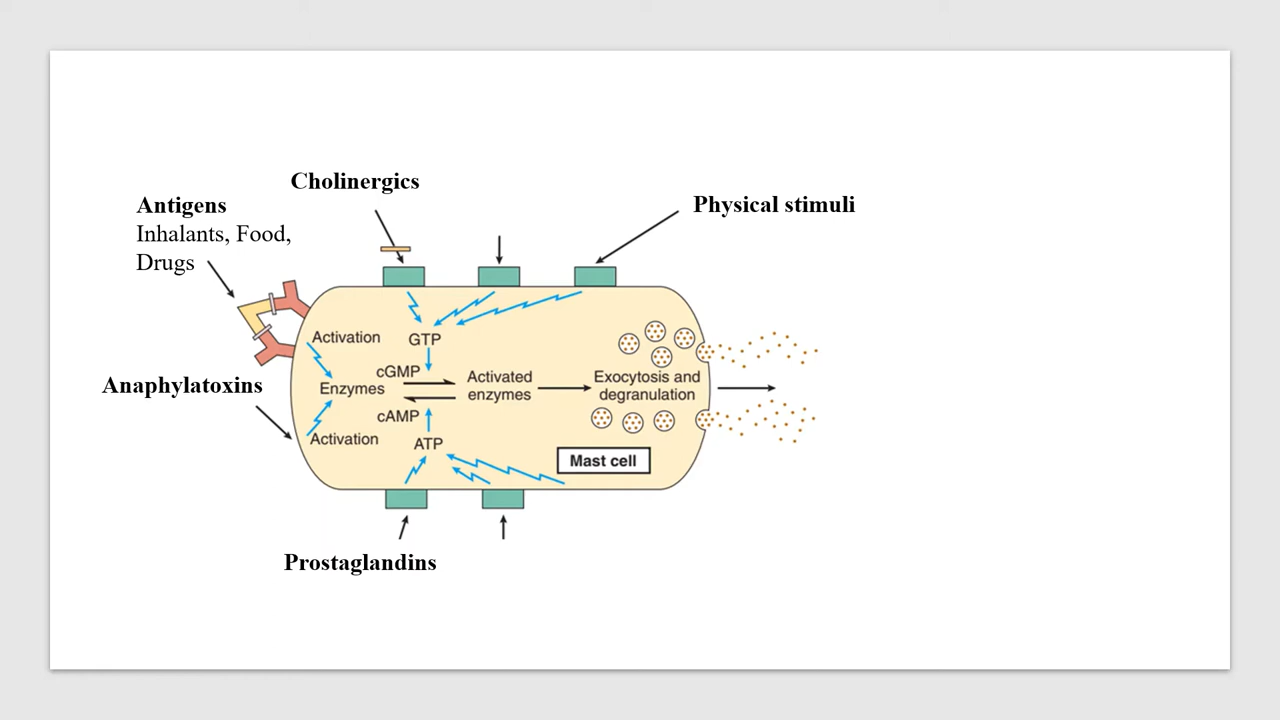 Cholinergics
Antigens
Inhalants, Food,
Drugs
Physical stimuli
Activation
GTP
cGMP
Enzymes
Activated
enzymes
Exocytosis and
degranulation
Anaphylatoxins
cAMP
Activation
ATP
Mast cell
Prostaglandins